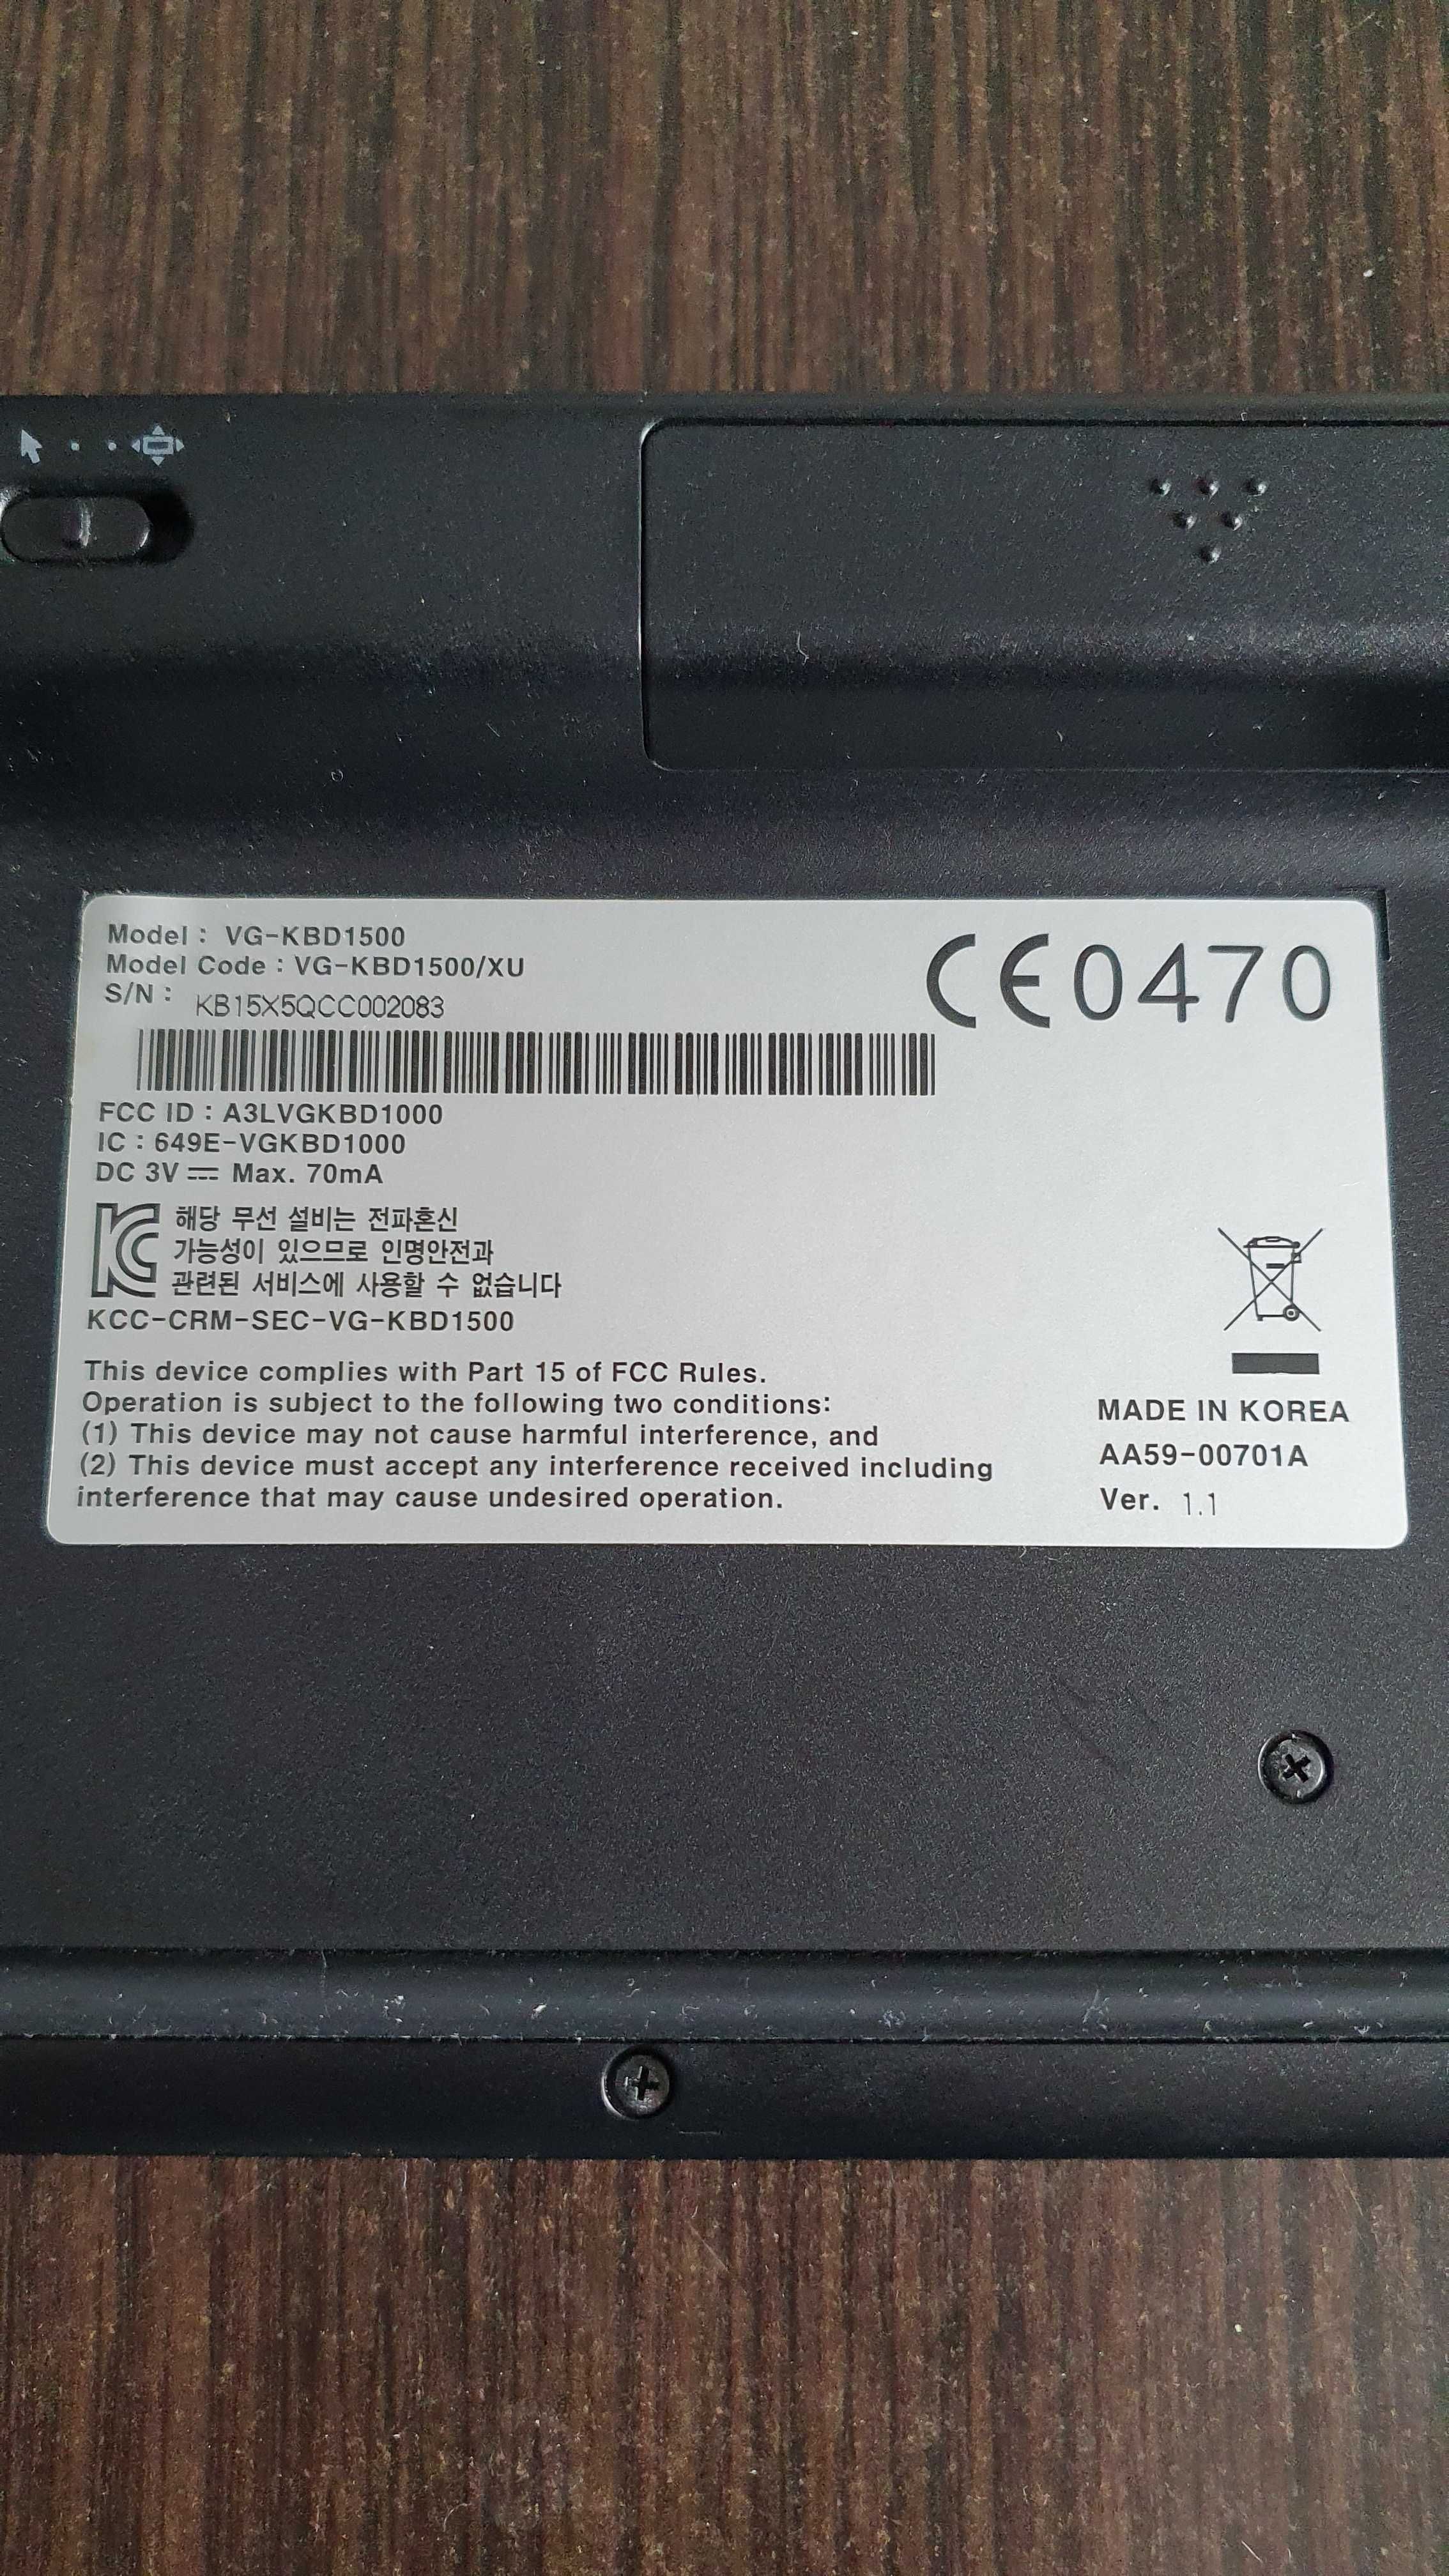 Model : VG-KBD1500
Model Code : VG-KBD1500/XU
S/N : KB15X5QCC002083
CE0470
FCC ID : A3LVGKBD1000
IC : 649E-VGKBD1000
DC 3V ⎓ Max. 70mA
해당 무선 설비는 전파혼신
가능성이 있으므로 인명안전과
관련된 서비스에 사용할 수 없습니다
KCC-CRM-SEC-VG-KBD1500
This device complies with Part 15 of FCC Rules.
Operation is subject to the following two conditions:
(1) This device may not cause harmful interference, and
(2) This device must accept any interference received including
interference that may cause undesired operation.
MADE IN KOREA
AA59-00701A
Ver. 1.1